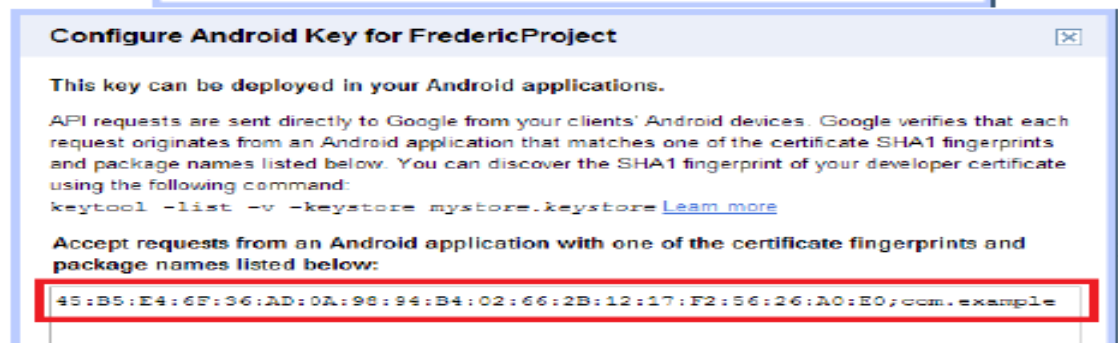 Configure Android Key for FredericProject
This key can be deployed in your Android applications.
API requests are sent directly to Google from your clients' Android devices. Google verifies that each
request originates from an Android application that matches one of the certificate SHA1 fingerprints
and package names listed below. You can discover the SHA1 fingerprint of your developer certificate
using the following command:
keytool -list -v -keystore mystore.keystore Learn more
Accept requests from an Android application with one of the certificate fingerprints and
package names listed below:
45:B5:E4:6F:36:AD:0A:98:94:B4:02:66:2B:12:17:F2:56:26:A0:E0;com.example